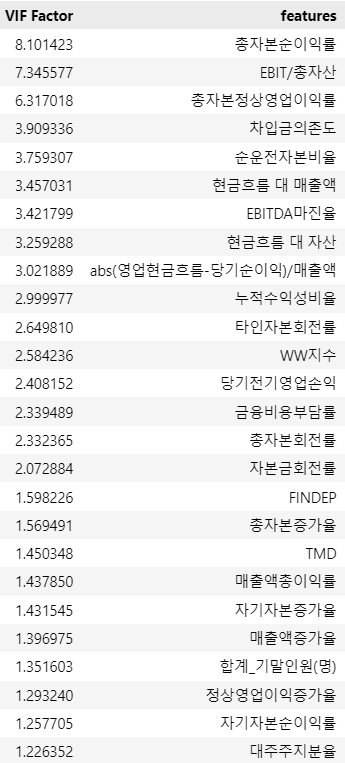 VIF Factor features
8.101423 총자본순이익률
7.345577 EBIT/총자산
6.317018 총자본정상영업이익률
3.909336 차입금의존도
3.759307 순운전자본비율
3.457031 현금흐름 대 매출액
3.421799 EBITDA마진율
3.259288 현금흐름 대 자산
3.021889 abs(영업현금흐름-당기순이익)/매출액
2.999977 누적수익성비율
2.649810 타인자본회전률
2.584236 WW지수
2.408152 당기전기영업손익
2.339489 금융비용부담률
2.332365 총자본회전률
2.072884 자본금회전률
1.598226 FINDEP
1.569491 총자본증가율
1.450348 TMD
1.437850 매출액총이익률
1.431545 자기자본증가율
1.396975 매출액증가율
1.351603 합계_기말인원(명)
1.293240 정상영업이익증가율
1.257705 자기자본순이익률
1.226352 대주주지분율